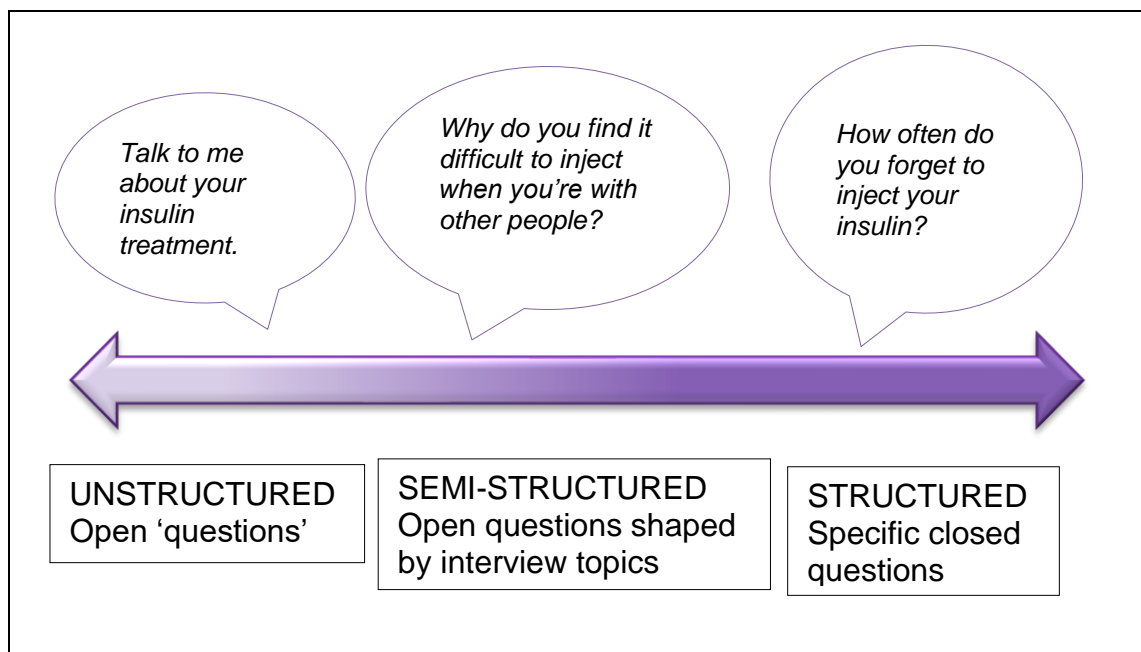 Talk to me
about your
insulin
treatment.
Why do you find it
difficult to inject
when you’re with
other people?
How often do
you forget to
inject your
insulin?
UNSTRUCTURED
Open ‘questions’
SEMI-STRUCTURED
Open questions shaped
by interview topics
STRUCTURED
Specific closed
questions